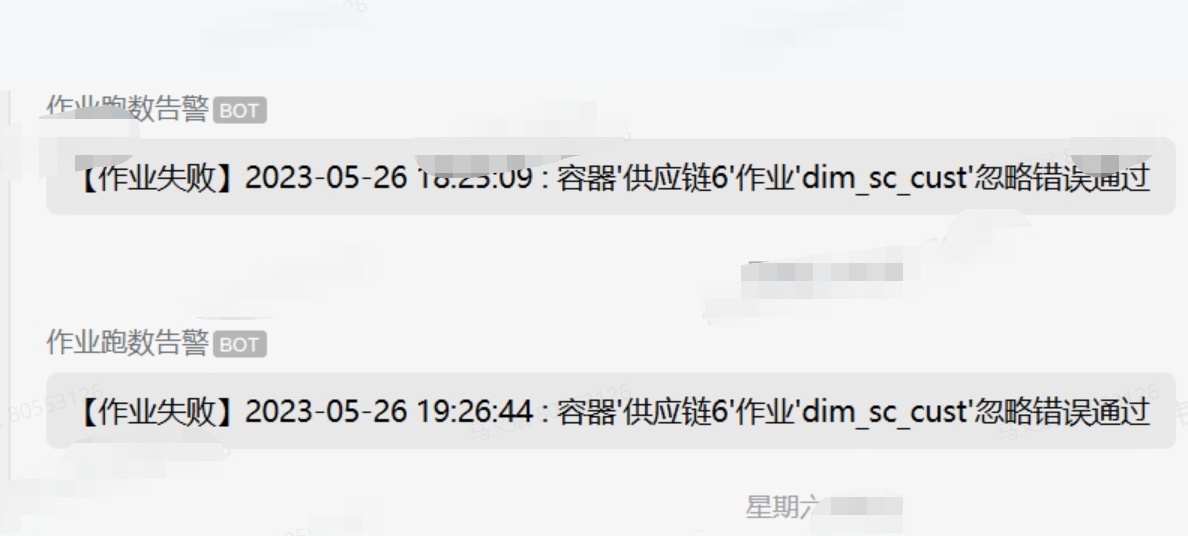 作业跑数告警 BOT
【作业失败】2023-05-26 18:25:09 : 容器'供应链6'作业'dim_sc_cust'忽略错误通过
作业跑数告警 BOT
【作业失败】2023-05-26 19:26:44 : 容器'供应链6'作业'dim_sc_cust'忽略错误通过
80553126
星期六